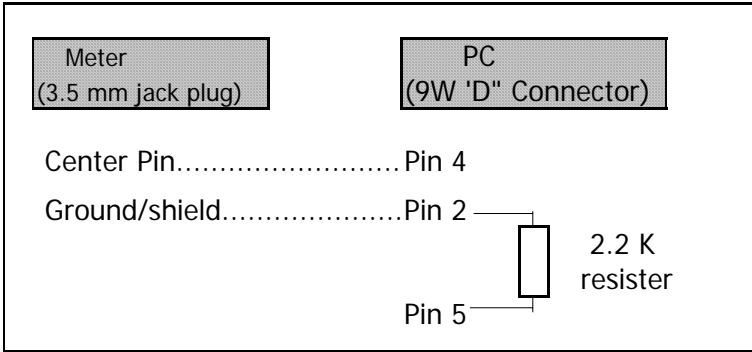 Meter
(3.5 mm jack plug)
PC
(9W 'D" Connector)
Center Pin.........................Pin 4
Ground/shield.....................Pin 2
2.2 K
resister
Pin 5